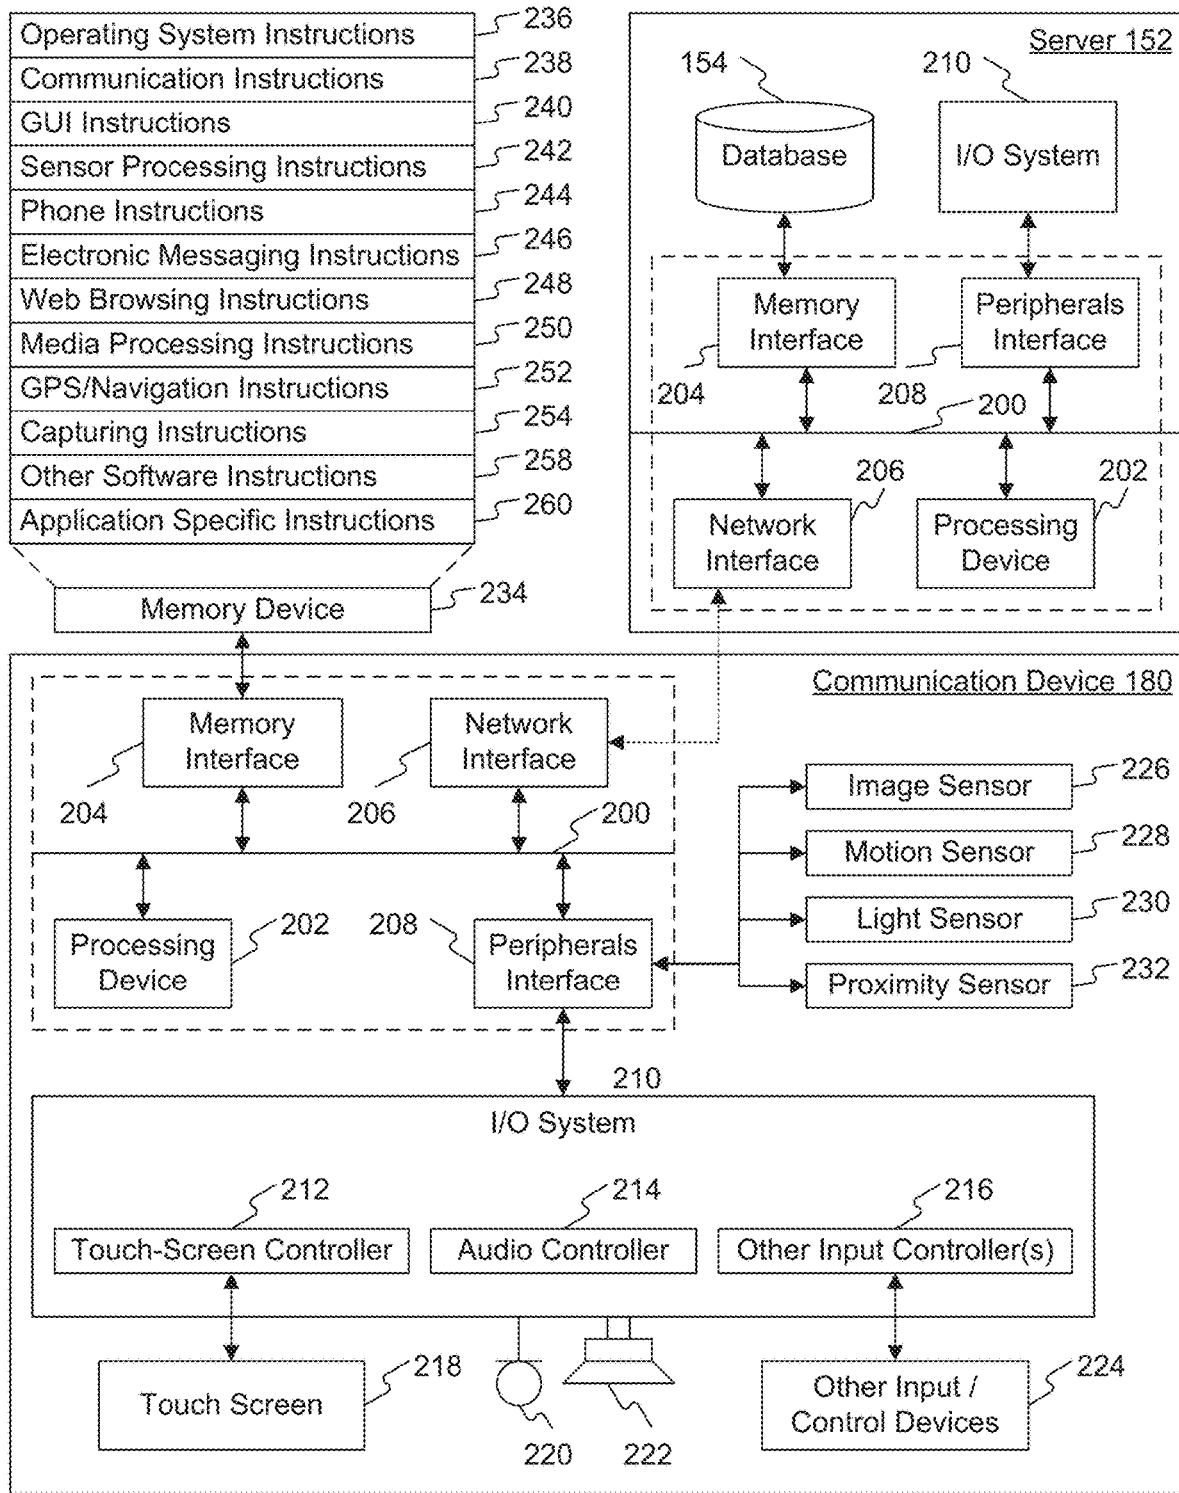 Operating System Instructions 236
Communication Instructions 238
GUI Instructions 240
Sensor Processing Instructions 242
Phone Instructions 244
Electronic Messaging Instructions 246
Web Browsing Instructions 248
Media Processing Instructions 250
GPS/Navigation Instructions 252
Capturing Instructions 254
Other Software Instructions 258
Application Specific Instructions 260
Memory Device 234
Server 152
154 210
Database I/O System
Memory
Interface
Peripherals
Interface
204 208 200
206 202
Network
Interface
Processing
Device
Communication Device 180
Memory
Interface
Network
Interface
204 206 200
Image Sensor 226
Motion Sensor 228
Light Sensor 230
Proximity Sensor 232
Processing
Device
202 208
Peripherals
Interface
210
I/O System
212 214 216
Touch-Screen Controller Audio Controller Other Input Controller(s)
Touch Screen 218
220 222
Other Input /
Control Devices
224